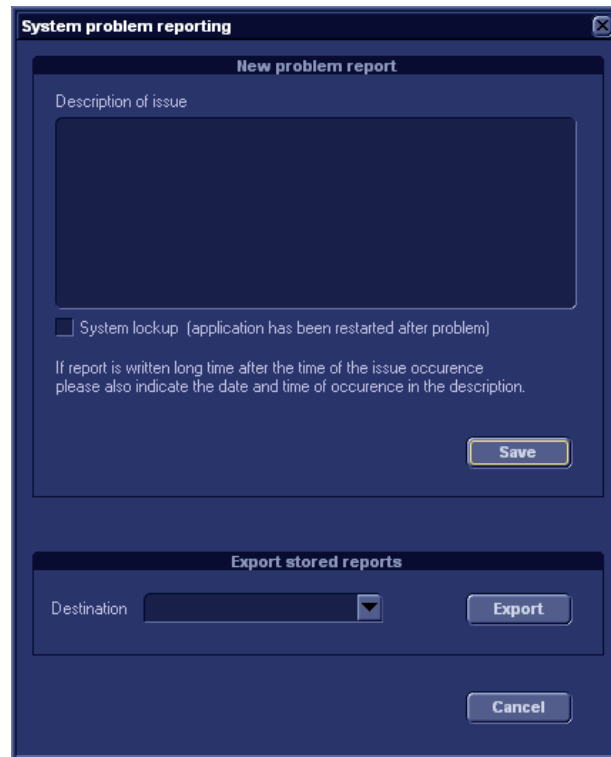 System problem reporting
New problem report
Description of issue
System lockup (application has been restarted after problem)
If report is written long time after the time of the issue occurence
please also indicate the date and time of occurence in the description.
Save
Export stored reports
Destination
Export
Cancel